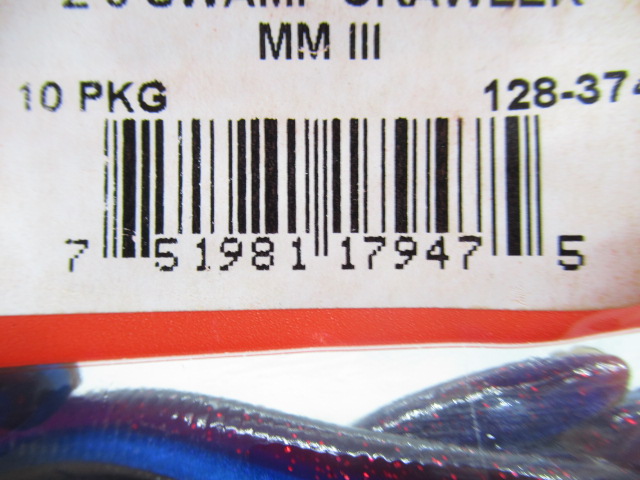 SWAMP CRAWLER
MM III
10 PKG 128-374
7 51981 17947 5